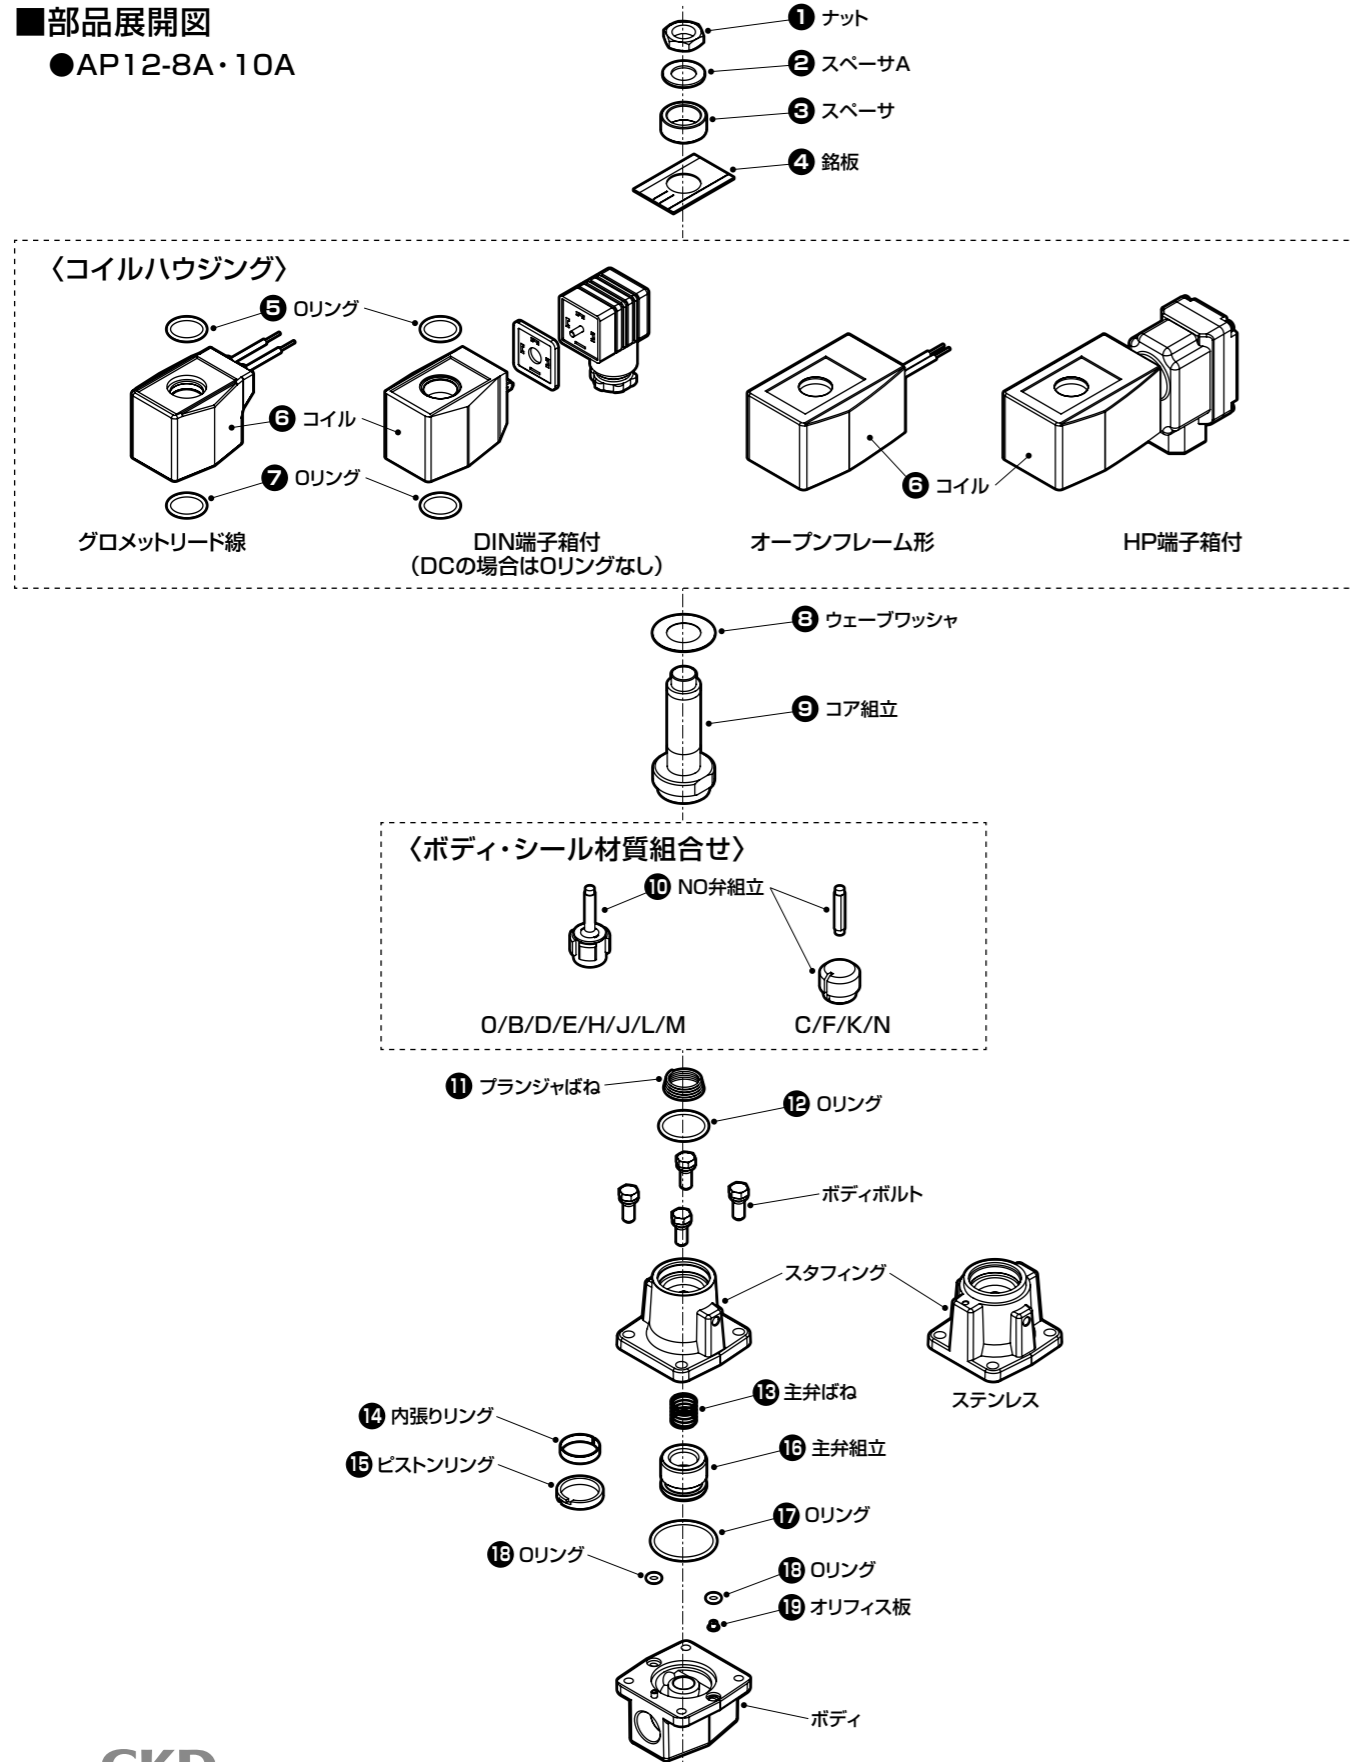 ■部品展開図
●AP12-8A・10A
❶ ナット
❷ スペーサA
❸ スペーサ
❹ 銘板
〈コイルハウジング〉
❺ Oリング
❻ コイル
❼ Oリング
❻ コイル
グロメットリード線
DIN端子箱付
（DCの場合はOリングなし）
オープンフレーム形
HP端子箱付
❽ ウェーブワッシャ
❾ コア組立
〈ボディ・シール材質組合せ〉
❿ NO弁組立
O/B/D/E/H/J/L/M
C/F/K/N
⓫ プランジャばね
⓬ Oリング
ボディボルト
スタフィング
ステンレス
⓭ 主弁ばね
⓮ 内張りリング
⓯ ピストンリング
⓰ 主弁組立
⓱ Oリング
⓲ Oリング
⓲ Oリング
⓳ オリフィス板
ボディ
CKD